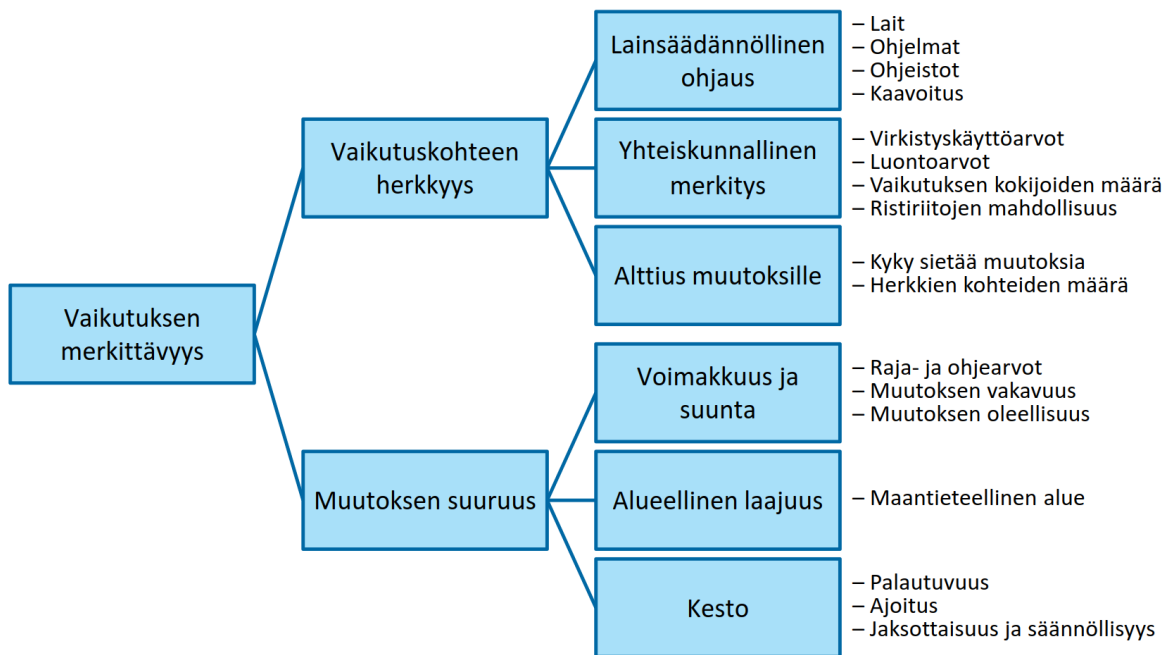 Vaikutuksen
merkittävyys
Vaikutuskohteen
herkkyys
Lainsäädännöllinen
ohjaus
– Lait
– Ohjelmat
– Ohjeistot
– Kaavoitus
Yhteiskunnallinen
merkitys
– Virkistyskäyttöarvot
– Luontoarvot
– Vaikutuksen kokijoiden määrä
– Ristiriitojen mahdollisuus
Alttius muutoksille
– Kyky sietää muutoksia
– Herkkien kohteiden määrä
Muutoksen suuruus
Voimakkuus ja
suunta
– Raja- ja ohjearvot
– Muutoksen vakavuus
– Muutoksen oleellisuus
Alueellinen laajuus
– Maantieteellinen alue
Kesto
– Palautuvuus
– Ajoitus
– Jaksottaisuus ja säännöllisyys